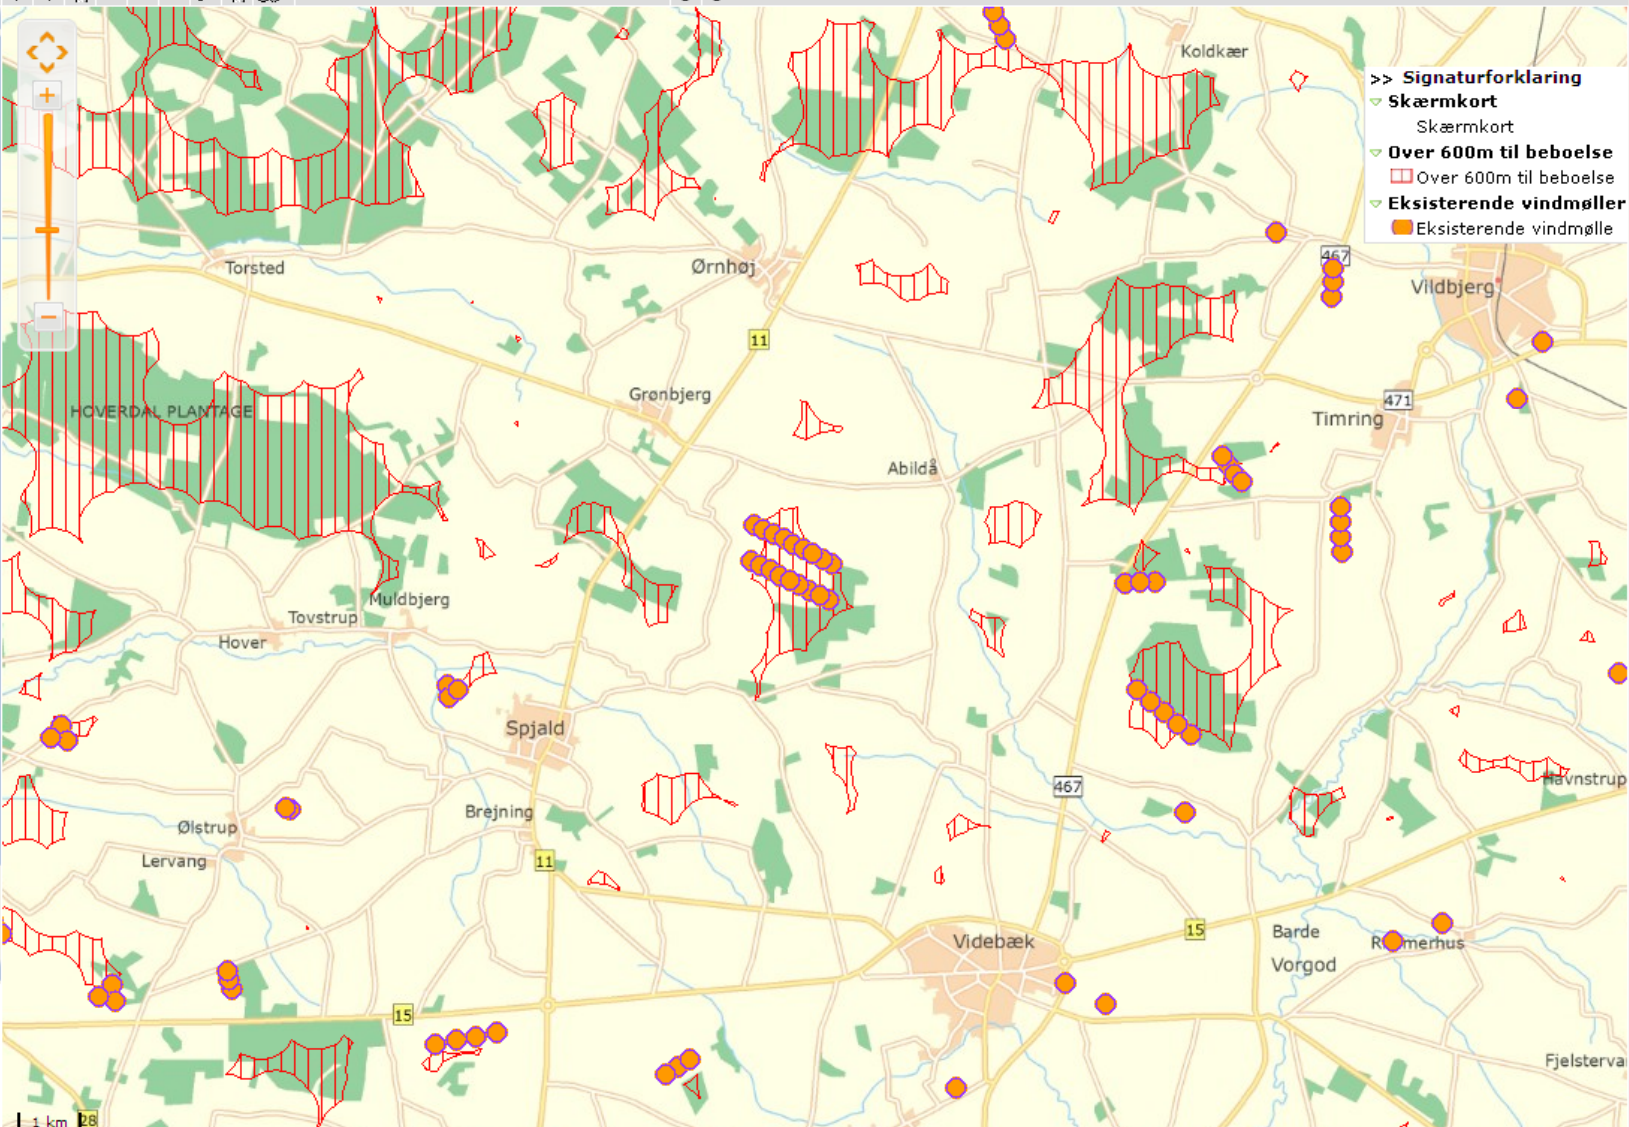 Koldkær
>> Signaturforklaring
Skærmkort
Skærmkort
Over 600m til beboelse
Over 600m til beboelse
Eksisterende vindmøller
Eksisterende vindmølle
467
Torsted
Ørnhøj
Vildbjerg
11
Grønbjerg
471
HOVERDAL PLANTAGE
Timring
Abildå
Muldbjerg
Tovstrup
Hover
Spjald
467
Havnstrup
Brejning
Ølstrup
11
Lervang
15
Barde
Videbæk
Vorgod
15
Fjelsterva
1 km
28